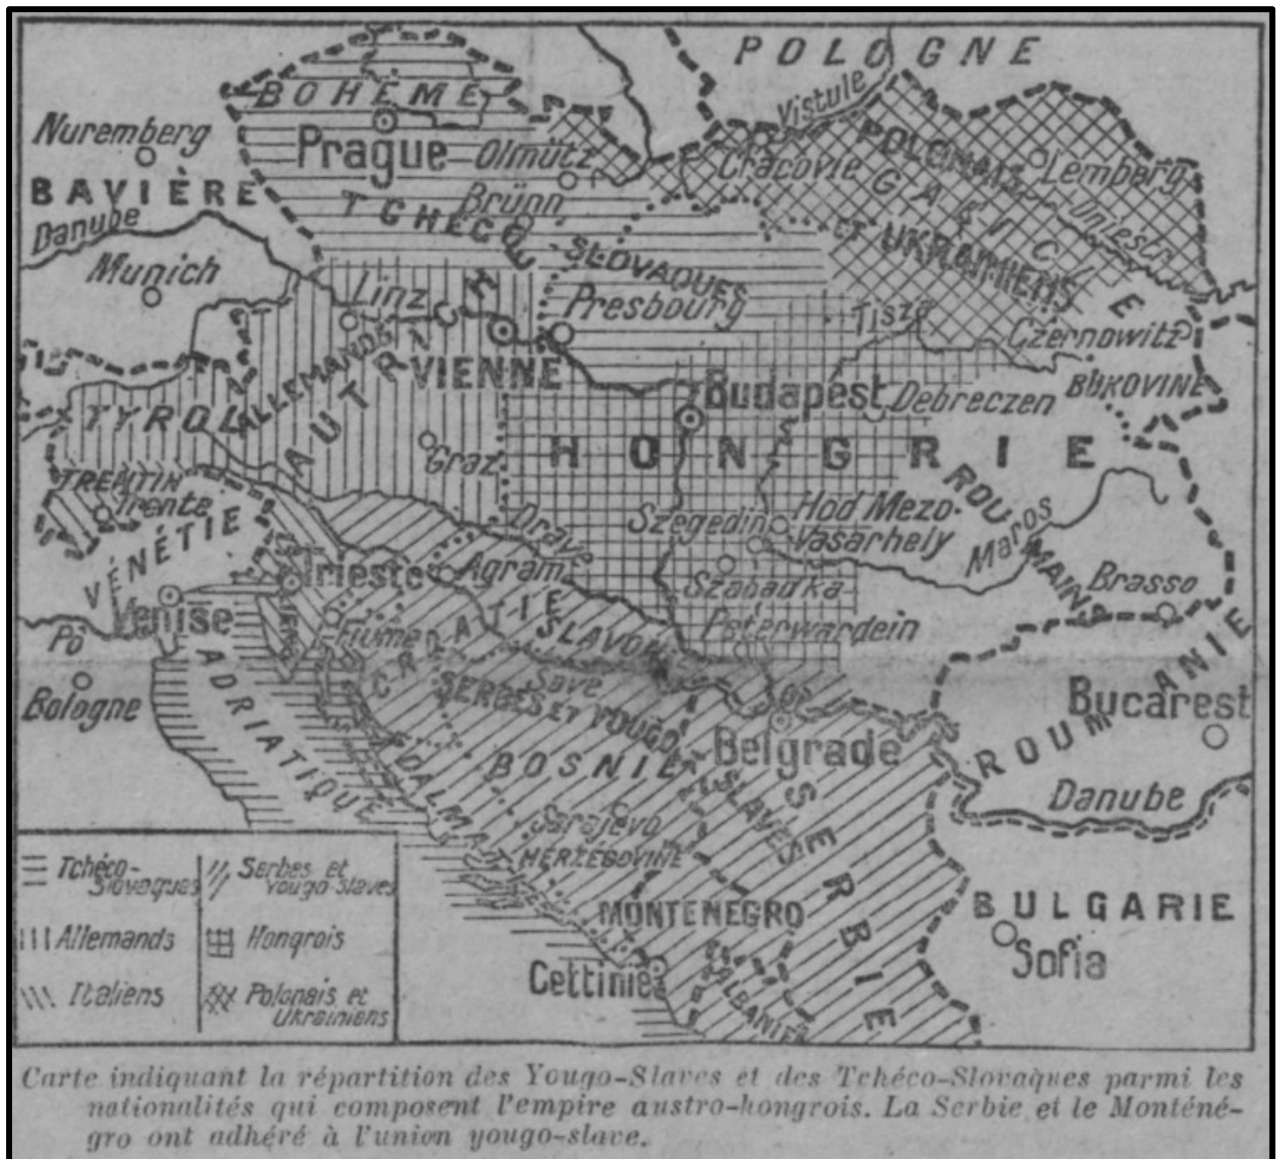 POLOGNE
BOHÈME
Vistule
Nuremberg
Prague
Olmütz
Cracovie
POLONAIS
Lemberg
BAVIÈRE
GALICIE
Brünn
TCHÈCO
Danube
Dniestr
ET UKRAINIENS
Munich
SLOVAQUES
Linz
Presbourg
Tisza
Czernowitz
AUTRICHE
ALLEMANDS
VIENNE
Budapest
Debreczen
BUKOVINE
TYROL
Graz
HONGRIE
TRENTIN
Trente
ROUMAINS
Drave
Szegedin
Hod Mezo-
Vasarhely
Maros
VÉNÉTIE
Trieste
Agram
Szabadka
Brasso
Venise
Fiume
CROATIE
SLAVONIE
Peterwardein
Pô
Save
Bologne
ADRIATIQUE
SERBES ET YOUGO-
SLAVES
Bucarest
ROUMANIE
Belgrade
BOSNIE
DALMATIE
Danube
Sarajevo
HERZÉGOVINE
SERBIE
MONTENEGRO
BULGARIE
Sofia
Cettinié
ALBANIE
Tchéco-
Slovaques
Serbes et
Yougo-slaves
Allemands
Hongrois
Italiens
Polonais et
Ukrainiens
Carte indiquant la répartition des Yougo-Slaves et des Tchéco-Slovaques parmi les
nationalités qui composent l'empire austro-hongrois. La Serbie et le Monténé-
gro ont adhéré à l'union yougo-slave.